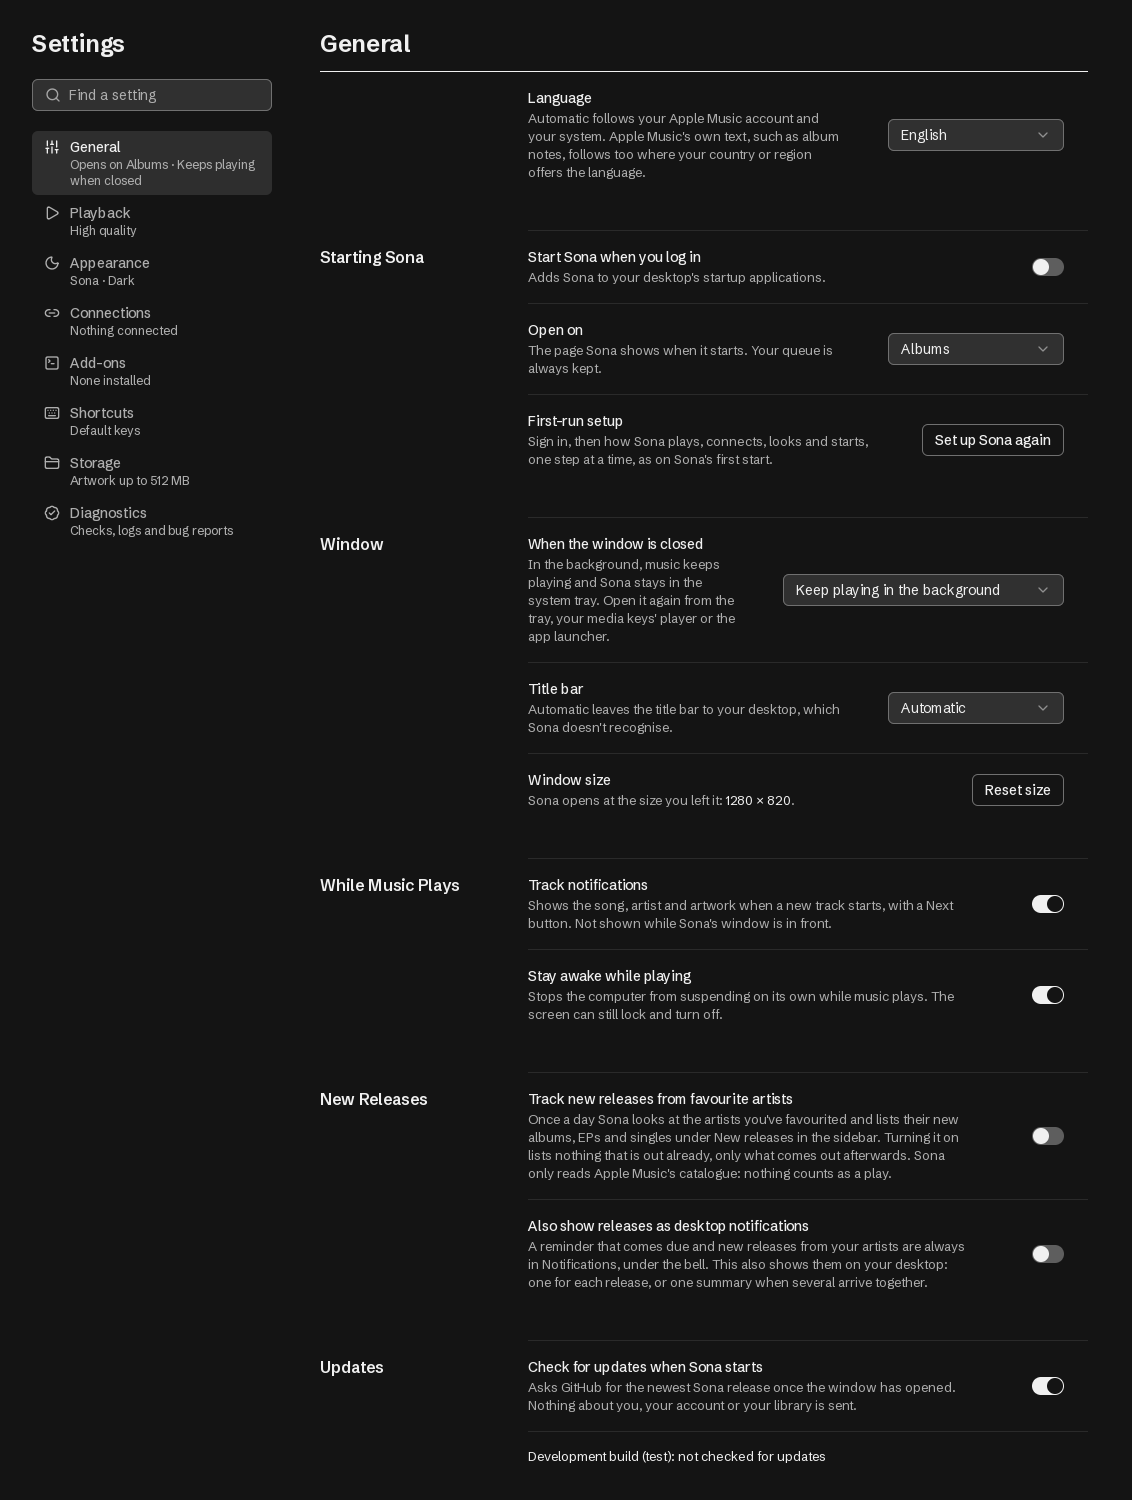 Settings
Find a setting
General
Opens on Albums · Keeps playing
when closed
Playback
High quality
Appearance
Sona · Dark
Connections
Nothing connected
Add-ons
None installed
Shortcuts
Default keys
Storage
Artwork up to 512 MB
Diagnostics
Checks, logs and bug reports
General
Language
Automatic follows your Apple Music account and
your system. Apple Music's own text, such as album
notes, follows too where your country or region
offers the language.
English
Starting Sona
Start Sona when you log in
Adds Sona to your desktop's startup applications.
Open on
The page Sona shows when it starts. Your queue is
always kept.
Albums
First-run setup
Sign in, then how Sona plays, connects, looks and starts,
one step at a time, as on Sona's first start.
Set up Sona again
Window
When the window is closed
In the background, music keeps
playing and Sona stays in the
system tray. Open it again from the
tray, your media keys' player or the
app launcher.
Keep playing in the background
Title bar
Automatic leaves the title bar to your desktop, which
Sona doesn't recognise.
Automatic
Window size
Sona opens at the size you left it: 1280 × 820.
Reset size
While Music Plays
Track notifications
Shows the song, artist and artwork when a new track starts, with a Next
button. Not shown while Sona's window is in front.
Stay awake while playing
Stops the computer from suspending on its own while music plays. The
screen can still lock and turn off.
New Releases
Track new releases from favourite artists
Once a day Sona looks at the artists you've favourited and lists their new
albums, EPs and singles under New releases in the sidebar. Turning it on
lists nothing that is out already, only what comes out afterwards. Sona
only reads Apple Music's catalogue: nothing counts as a play.
Also show releases as desktop notifications
A reminder that comes due and new releases from your artists are always
in Notifications, under the bell. This also shows them on your desktop:
one for each release, or one summary when several arrive together.
Updates
Check for updates when Sona starts
Asks GitHub for the newest Sona release once the window has opened.
Nothing about you, your account or your library is sent.
Development build (test): not checked for updates